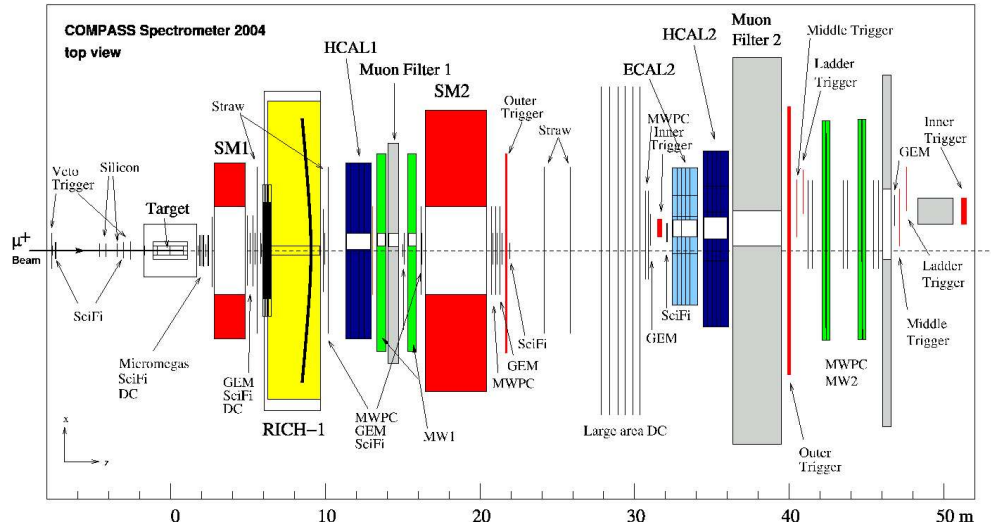 COMPASS Spectrometer 2004
top view
HCAL1
Muon Filter 1
SM2
Straw
SM1
Veto
Trigger
Silicon
Target
μ+
Beam
SciFi
Micromegas
SciFi
DC
GEM
SciFi
DC
RICH−1
MWPC
GEM
SciFi
MW1
MWPC
GEM
SciFi
Outer
Trigger
Straw
Large area DC
MWPC
Inner
Trigger
GEM
SciFi
ECAL2
HCAL2
Muon
Filter 2
Middle Trigger
Ladder
Trigger
GEM
Inner
Trigger
Ladder
Trigger
Middle
Trigger
MWPC
MW2
Outer
Trigger
x
z
0
10
20
30
40
50 m